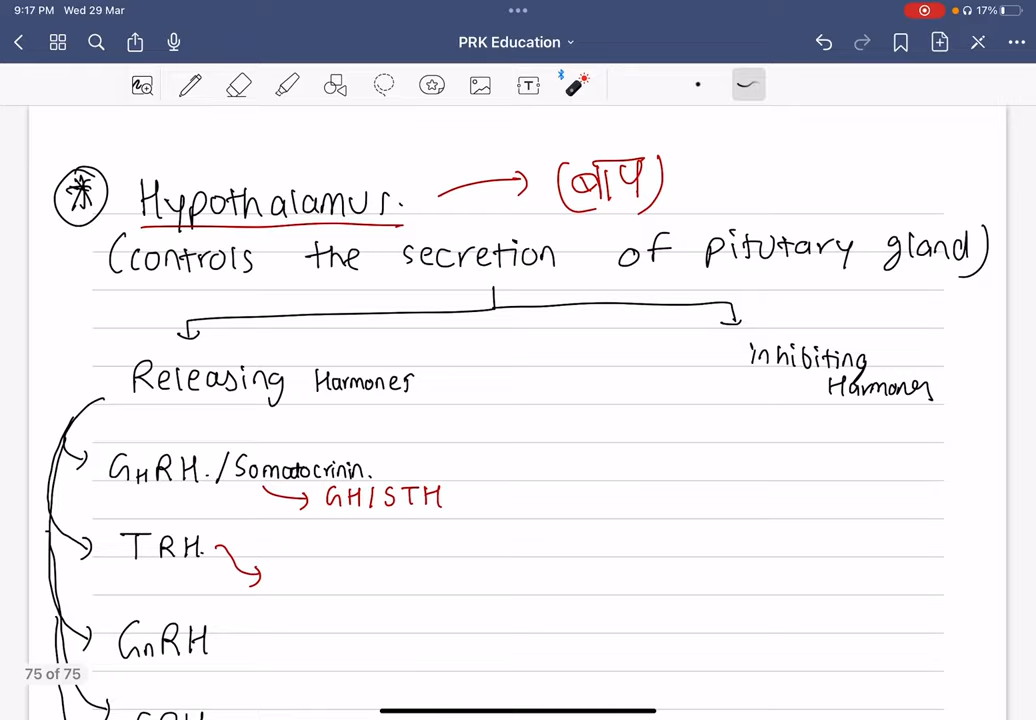 9:17 PM Wed 29 Mar
17%
PRK Education
Hypothalamus. → (बाप)
(controls the secretion of pitutary gland)
Releasing Harmones
inhibiting
Harmones
GHRH. / Somatocrinin.
→ GH/STH
TRH.
GnRH
75 of 75